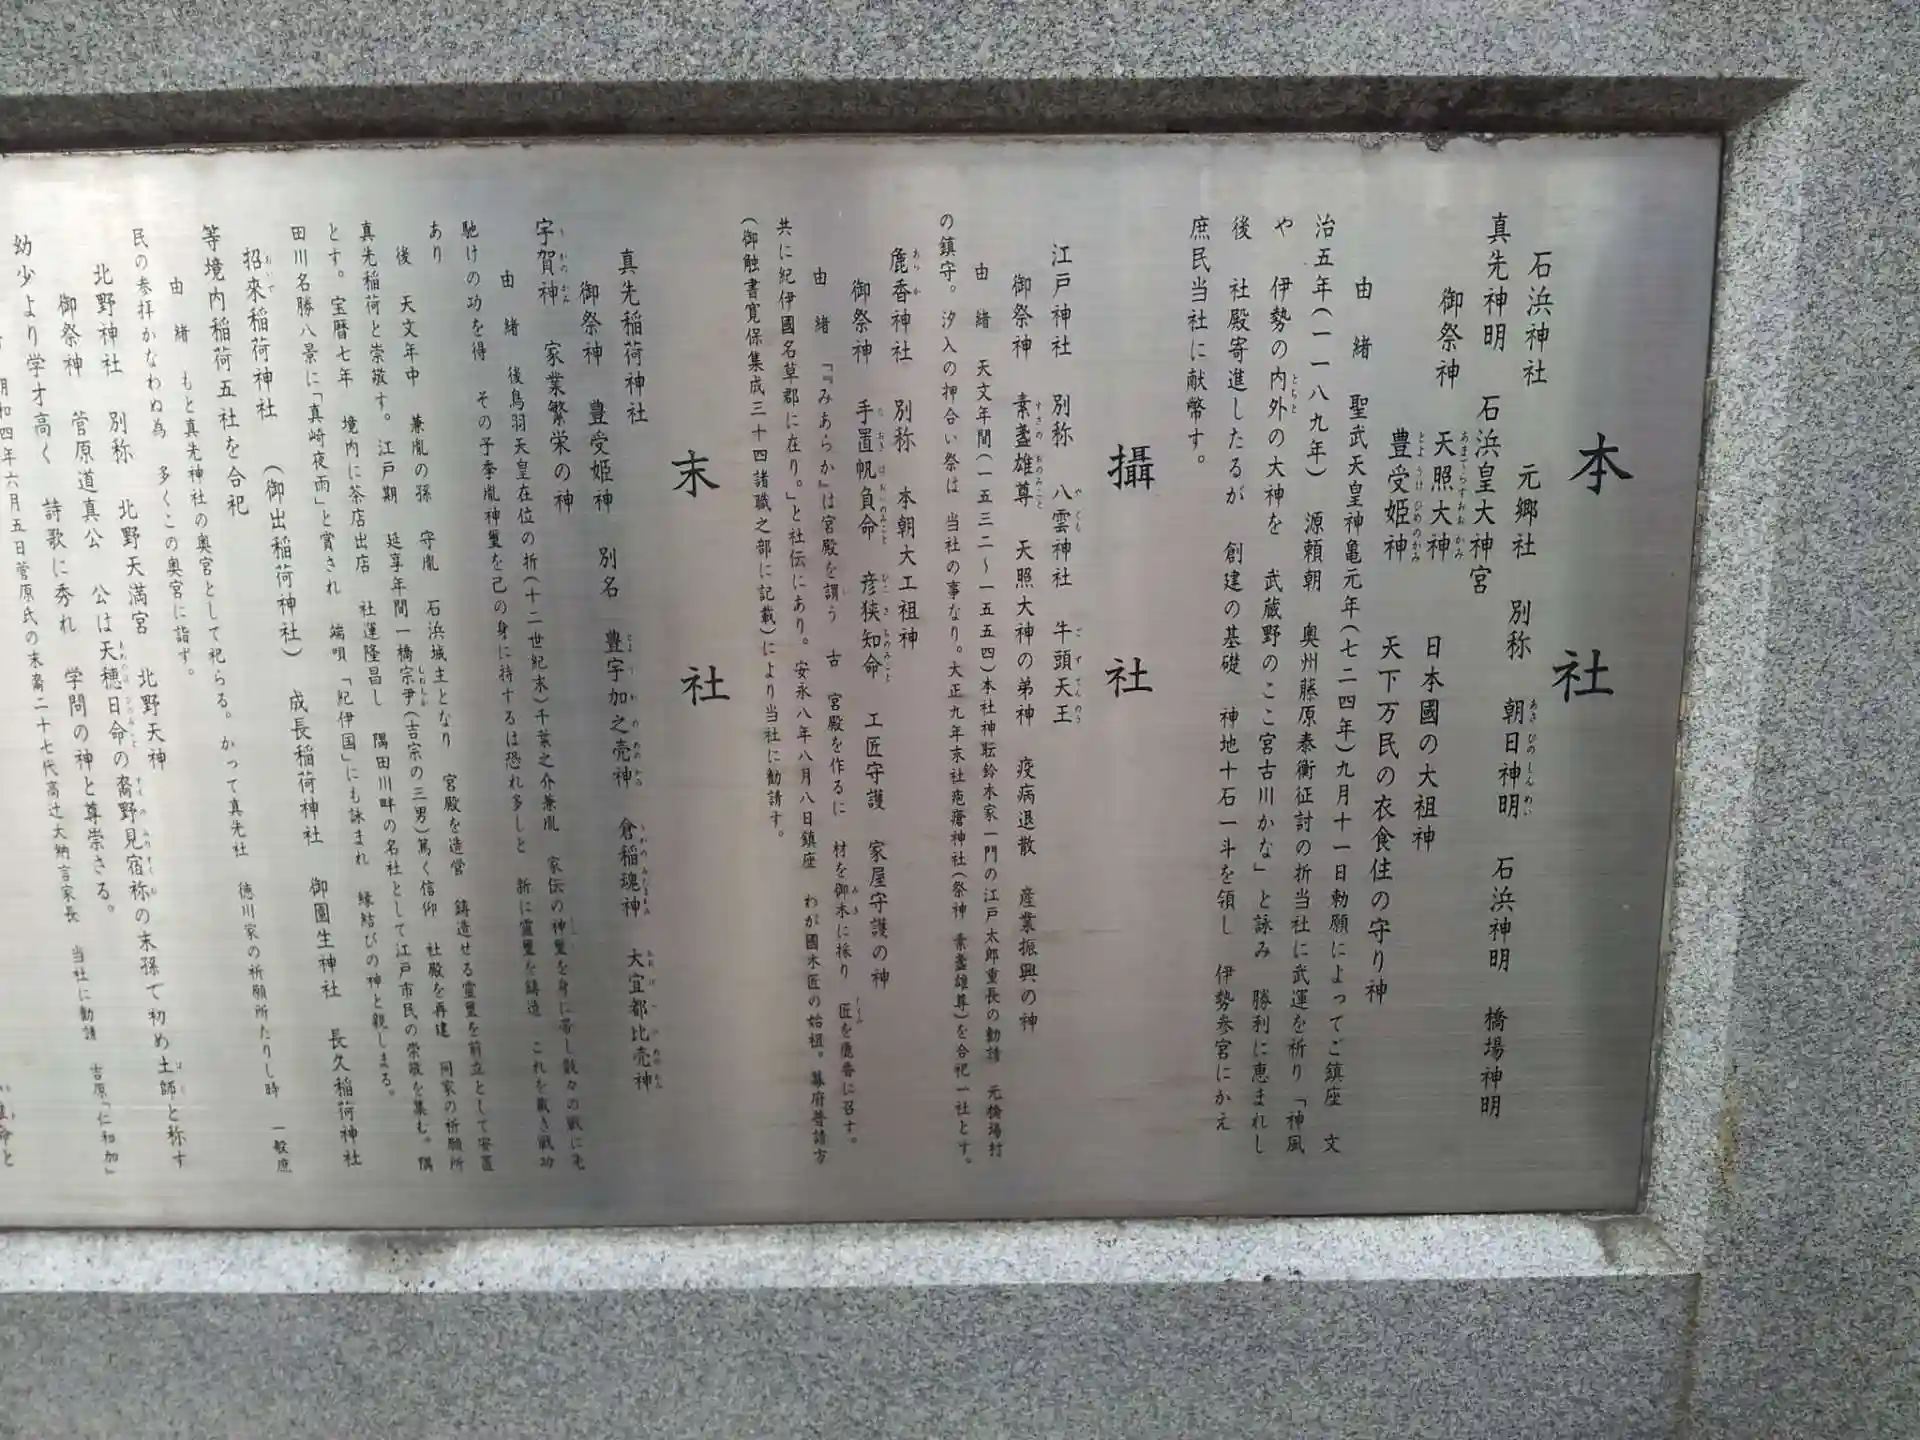 本社
石浜神社　元郷社　別称　朝日神明　石浜神明　橋場神明
真先神明　石浜皇大神宮
御祭神　天照大神　日本國の大祖神
豊受姫神　天下万民の衣食住の守り神
由緒　聖武天皇神亀元年(七二四年)九月十一日勅願によってご鎮座　文
治五年(一一八九年)　源頼朝　奥州藤原泰衡征討の折当社に武運を祈り「神風
や　伊勢の内外の大神を　武蔵野のここ宮古川かな」と詠み　勝利に恵まれし
後　社殿寄進したるが　創建の基礎　神地十石一斗を領し　伊勢参宮にかえ
庶民当社に献幣す。
攝社
江戸神社　別称　八雲神社　牛頭天王
御祭神　素盞雄尊　天照大神の弟神　疫病退散　産業振興の神
由緒　天文年間(一五三二～一五五四)本社神転鈴木家一門の江戸太郎重長の勧請　元橋場村
の鎮守。汐入の押合い祭は　当社の事なり。大正九年末社疱瘡神社(祭神　素盞雄尊)を合祀一社とす。
麁香神社　別称　本朝大工祖神
御祭神　手置帆負命　彦狭知命　工匠守護　家屋守護の神
由緒　「『みあらか』は宮殿を謂う　古　宮殿を作るに　材を御木に採り　匠を麁香に召す。
共に紀伊國名草郡に在り。」と社伝にあり。安永八年八月八日鎮座　わが國木匠の始祖。幕府普請方
(御触書寛保集成三十四諸職之部に記載)により当社に勧請す。
末社
真先稲荷神社
御祭神　豊受姫神　別名　豊宇加之売神　倉稲魂神　大宜都比売神
宇賀神　家業繁栄の神
由緒　後鳥羽天皇在位の折(十二世紀末)千葉之介兼胤　家伝の神璽を身に帯し数々の戦に先
馳けの功を得　その子孝胤神璽を己の身に持するは恐れ多しと　新に霊璽を鋳造　これを戴き戦功
あり
後　天文年中　兼胤の孫　守胤　石浜城主となり　宮殿を造営　鋳造せる霊璽を前立として安置
真先稲荷と崇敬す。江戸期　延享年間一橋宗尹(吉宗の三男)篤く信仰　社殿を再建　同家の祈願所
とす。宝暦七年　境内に茶店出店　社運隆昌し　隅田川畔の名社として江戸市民の崇敬を集む。隅
田川名勝八景に「真崎夜雨」と賞され　端唄　「紀伊国」にも詠まれ　縁結びの神と親しまる。
招来稲荷神社　(御出稲荷神社)　成長稲荷神社　御園生神社　長久稲荷神社
等境内稲荷五社を合祀
由緒　もと真先神社の奥宮として祀らる。かって真先社　徳川家の祈願所たりし時　一般庶
民の参拝かなわぬ為　多くこの奥宮に詣ず。
北野神社　別称　北野天満宮　北野天神
御祭神　菅原道真公　公は天穂日命の裔野見宿祢の末孫で初め土師と称す
幼少より学才高く　詩歌に秀れ　学問の神と尊崇さる。
明和四年六月五日菅原氏の末裔二十七代高辻大納言家長　当社に勧請　吉原「仁和加」